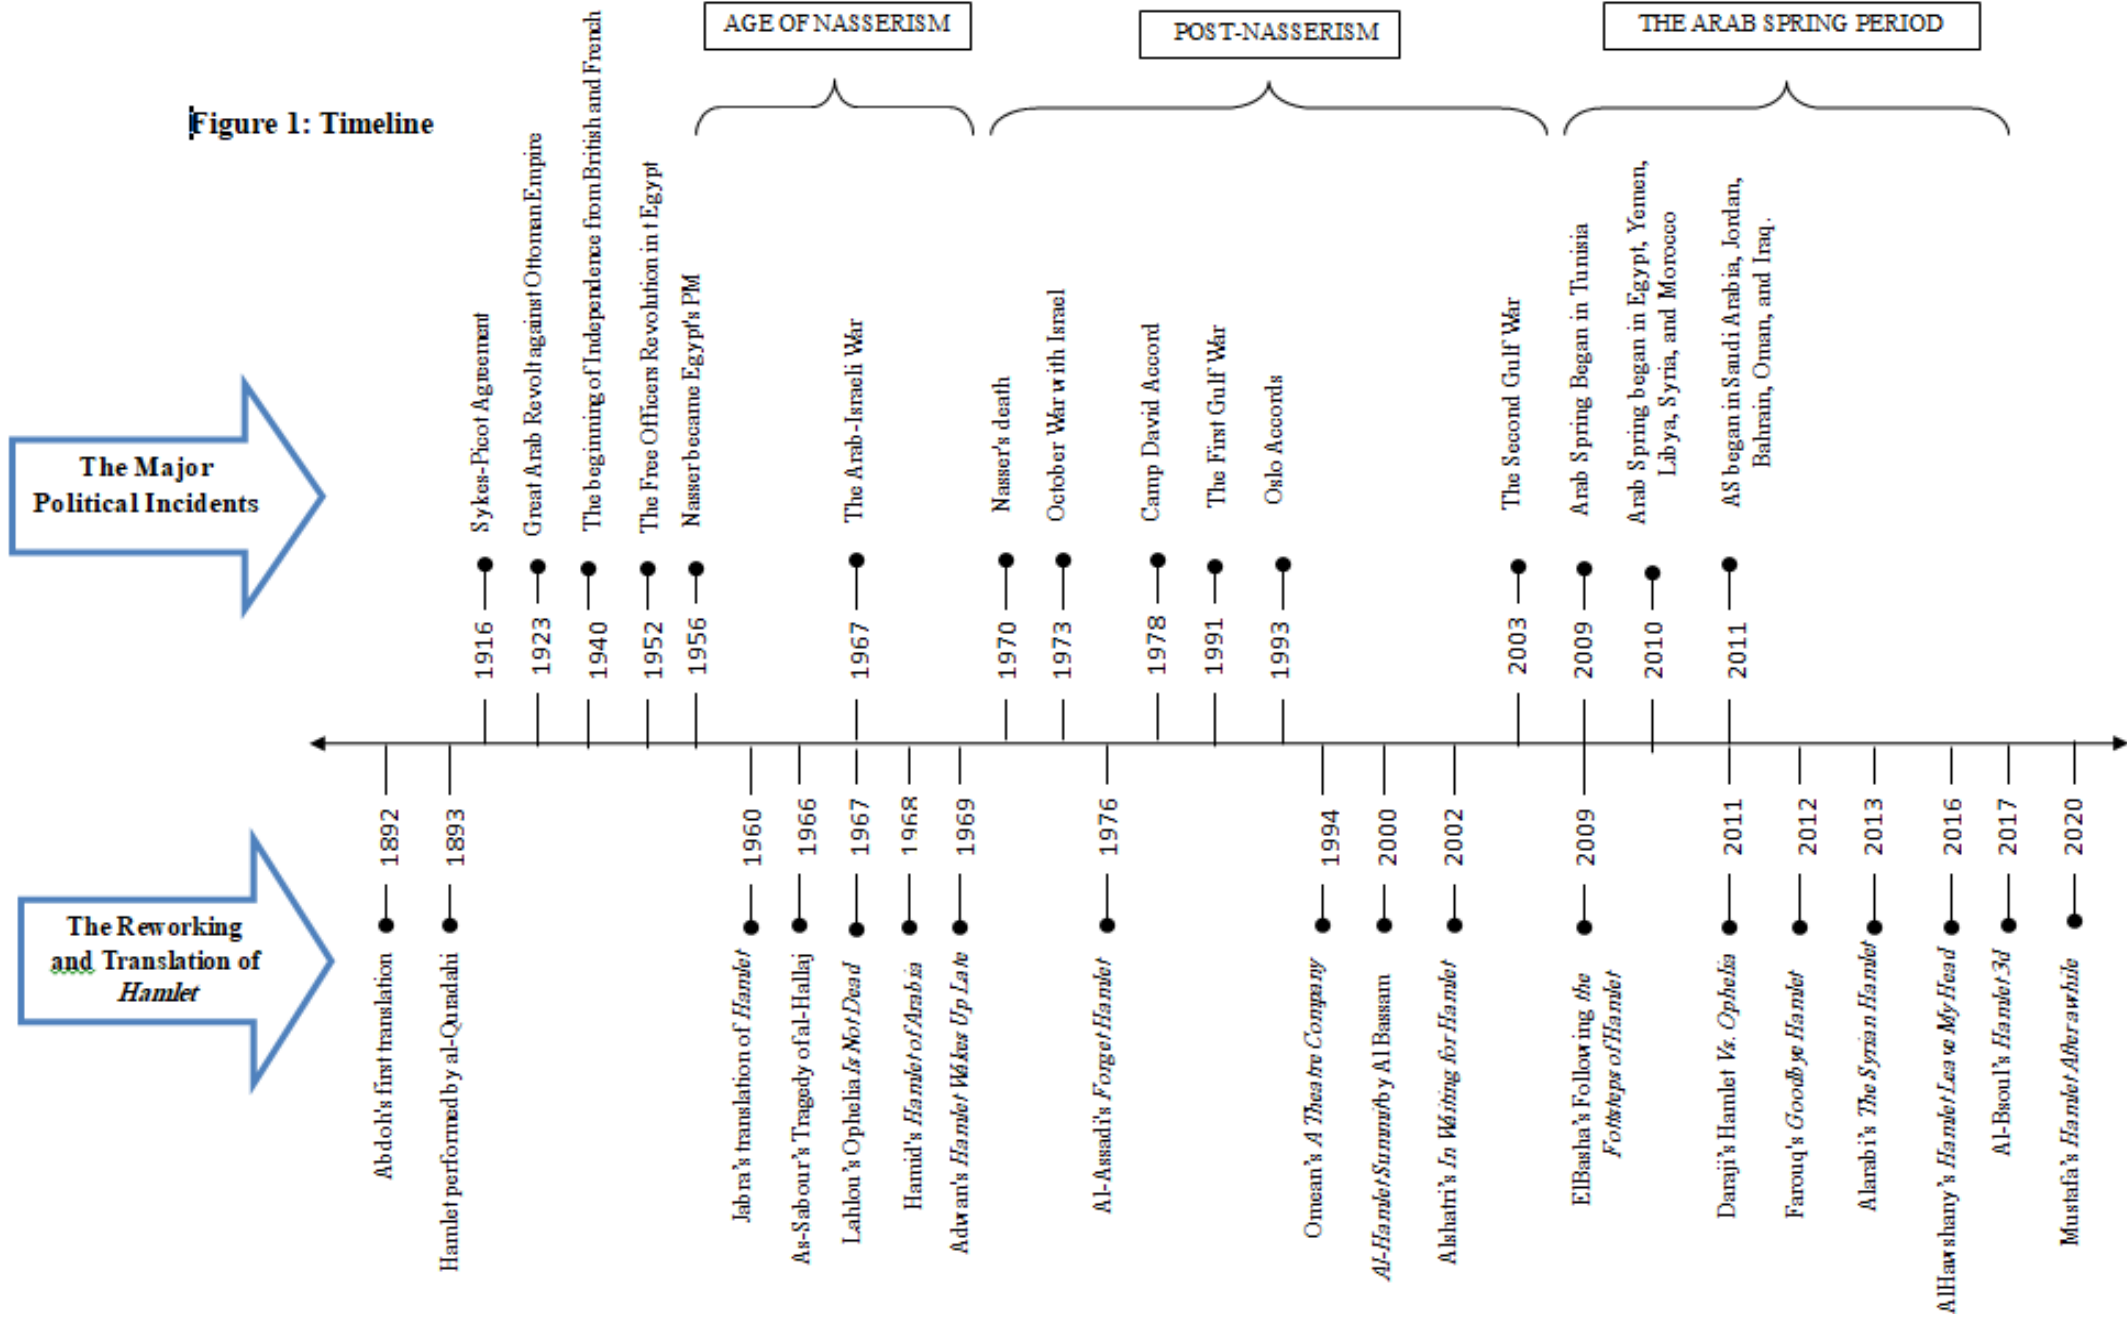 AGE OF NASSERISM
POST-NASSERISM
THE ARAB SPRING PERIOD
Figure 1: Timeline
The Major
Political Incidents
Sykes-Picot Agreement
Great Arab Revolt against Ottoman Empire
The beginning of Independence from British and French
The Free Officers Revolution in t Egypt
Nasser became Egypt's PM
The Arab-Israeli War
Nasser's death
October War with Israel
Camp David Accord
The First Gulf War
Oslo Accords
The Second Gulf War
Arab Spring Began in Tunisia
Arab Spring began in Egypt, Yemen,
Libya, Syria, and Morocco
AS began in Saudi Arabia, Jordan,
Bahrain, Oman, and Iraq.
1916
1923
1940
1952
1956
1967
1970
1973
1978
1991
1993
2003
2009
2010
2011
The Reworking
and Translation of
Hamlet
1892
1893
1960
1966
1967
1968
1969
1976
1994
2000
2002
2009
2011
2012
2013
2016
2017
2020
Abdoh's first translation
Hamlet performed by al-Quradahi
Jabra's translation of Hamlet
As-Sabour's Tragedy of al-Hallaj
Lahlou's Ophelia Is Not Dead
Hamid's Hamlet of Arabia
Adwan's Hamlet Wakes Up Late
Al-Assadi's Forget Hamlet
Omean's A Theatre Company
Al-Hamlet Summit by Al Bassam
Alshatri's In Waiting for Hamlet
ElBasha's Following the
Fottsteps of Hamlet
Daraji's Hamlet Vs. Ophelia
Farouq's Goodbye Hamlet
Alarabi's The Syrian Hamlet
AlHawshany's Hamlet Leave My Head
Al-Bsoul's Hamlet 3d
Mustafa's Hamlet After awhile